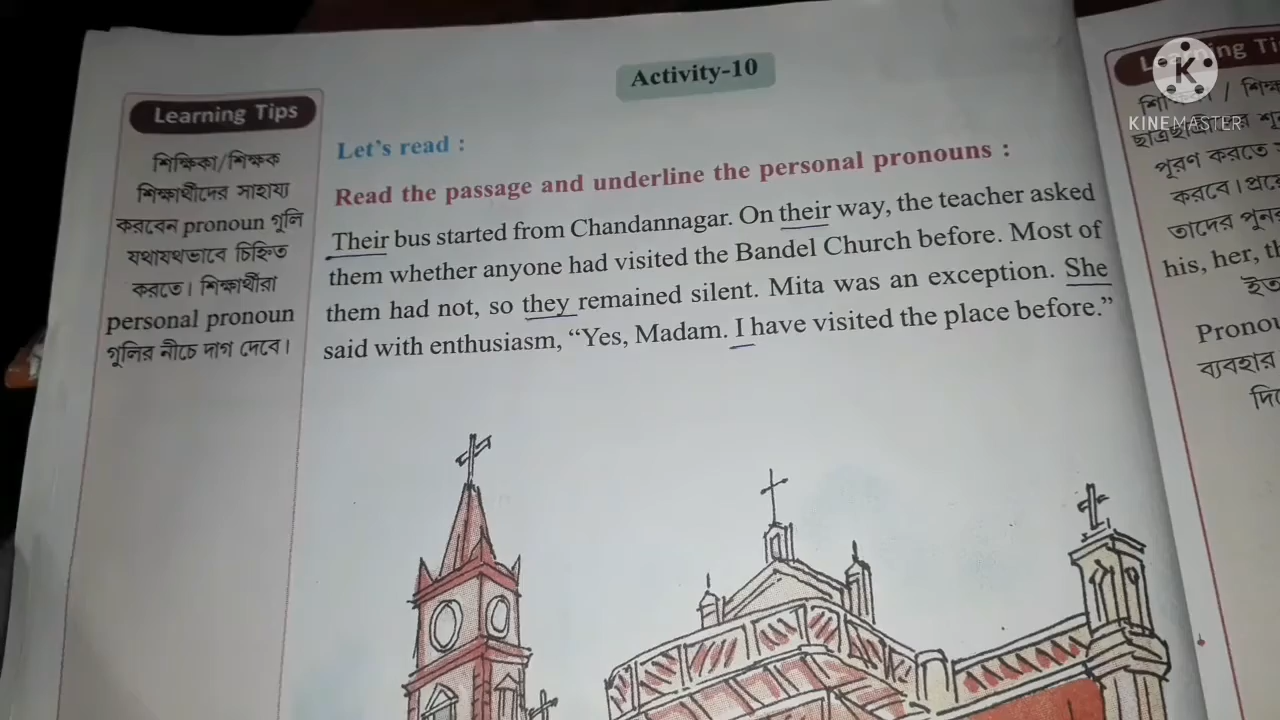 Activity-10
Learning Tips
শিক্ষিকা/শিক্ষক
শিক্ষার্থীদের সাহায্য
করবেন pronoun গুলি
যথাযথভাবে চিহ্নিত
করতে। শিক্ষার্থীরা
personal pronoun
গুলির নীচে দাগ দেবে।
Let's read :
Read the passage and underline the personal pronouns :
Their bus started from Chandannagar. On their way, the teacher asked
them whether anyone had visited the Bandel Church before. Most of
them had not, so they remained silent. Mita was an exception. She
said with enthusiasm, “Yes, Madam. I have visited the place before.”
K
KINEMASTER
Learning
পূরণ করতে
করবে।
তাদের
his, her,
ব্যবহার